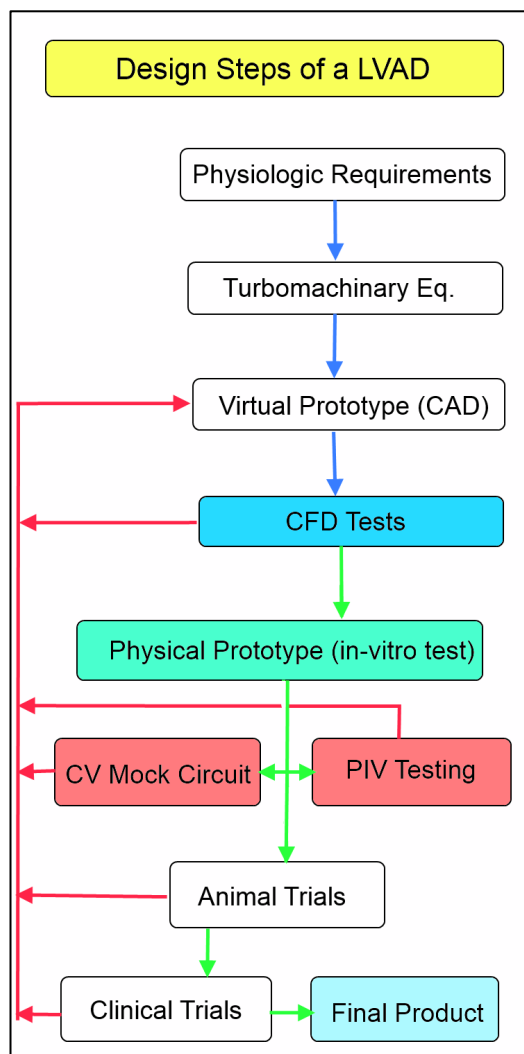 Design Steps of a LVAD
Physiologic Requirements
Turbomachinary Eq.
Virtual Prototype (CAD)
CFD Tests
Physical Prototype (in-vitro test)
CV Mock Circuit
PIV Testing
Animal Trials
Clinical Trials
Final Product